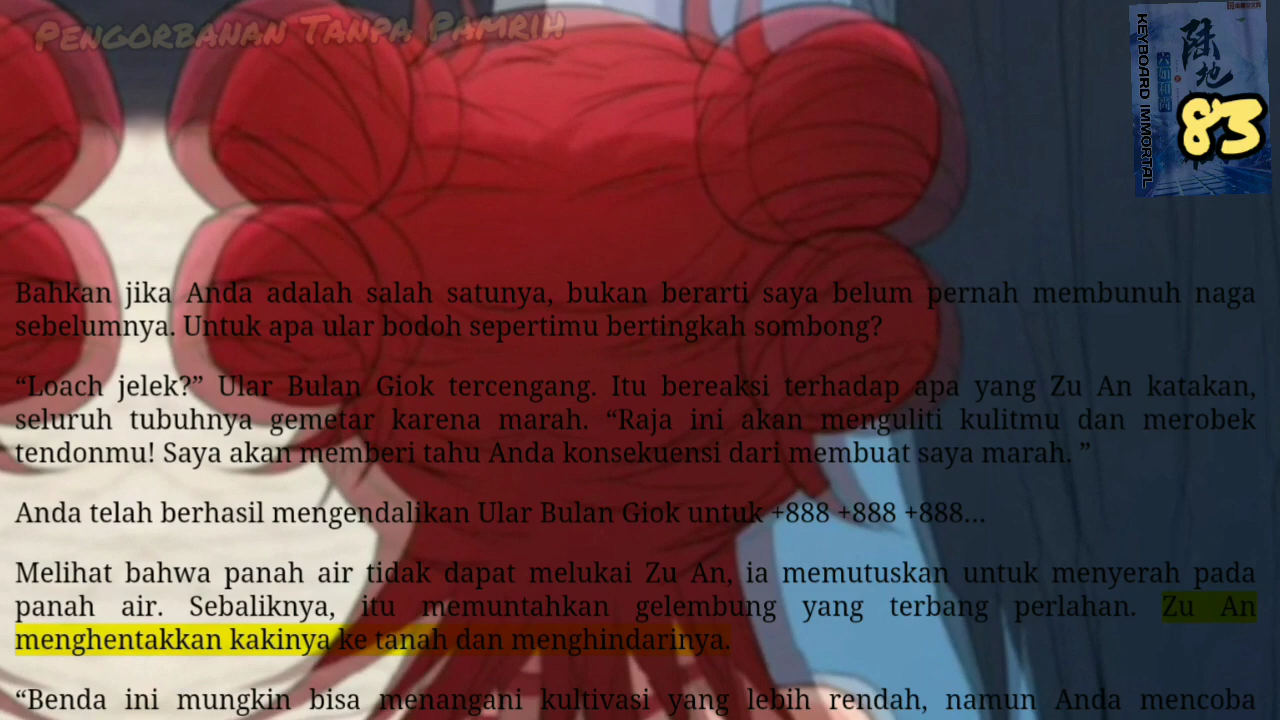 Pengorbanan Tanpa Pamrih
KEYBOARD IMMORTAL
陆地
83
Bahkan jika Anda adalah salah satunya, bukan berarti saya belum pernah membunuh naga
sebelumnya. Untuk apa ular bodoh sepertimu bertingkah sombong?
“Loach jelek?” Ular Bulan Giok tercengang. Itu bereaksi terhadap apa yang Zu An katakan,
seluruh tubuhnya gemetar karena marah. “Raja ini akan menguliti kulitmu dan merobek
tendonmu! Saya akan memberi tahu Anda konsekuensi dari membuat saya marah. ”
Anda telah berhasil mengendalikan Ular Bulan Giok untuk +888 +888 +888…
Melihat bahwa panah air tidak dapat melukai Zu An, ia memutuskan untuk menyerah pada
panah air. Sebaliknya, itu memuntahkan gelembung yang terbang perlahan. Zu An
menghentakkan kakinya ke tanah dan menghindarinya.
“Benda ini mungkin bisa menangani kultivasi yang lebih rendah, namun Anda mencoba